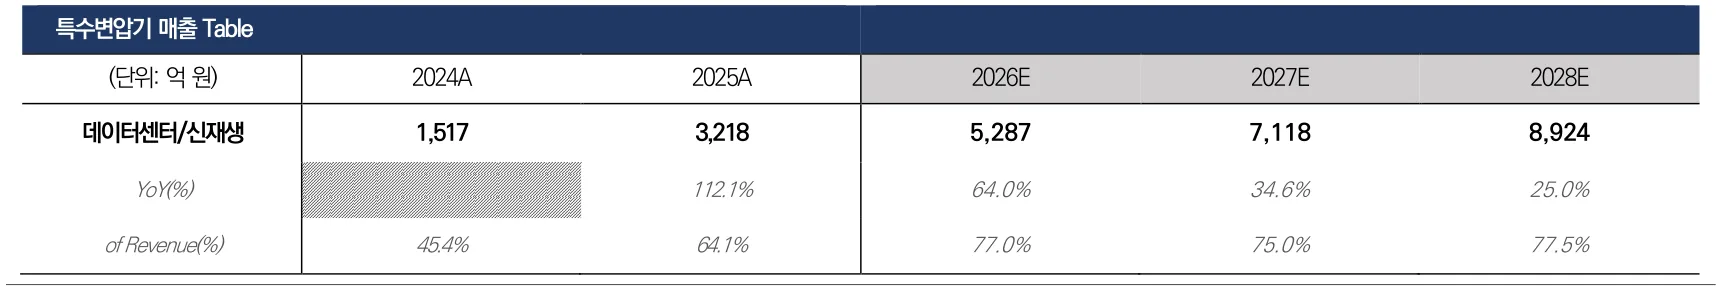 특수변압기 매출 Table
(단위: 억 원) 2024A 2025A 2026E 2027E 2028E
데이터센터/신재생 1,517 3,218 5,287 7,118 8,924
YoY(%) 112.1% 64.0% 34.6% 25.0%
of Revenue(%) 45.4% 64.1% 77.0% 75.0% 77.5%